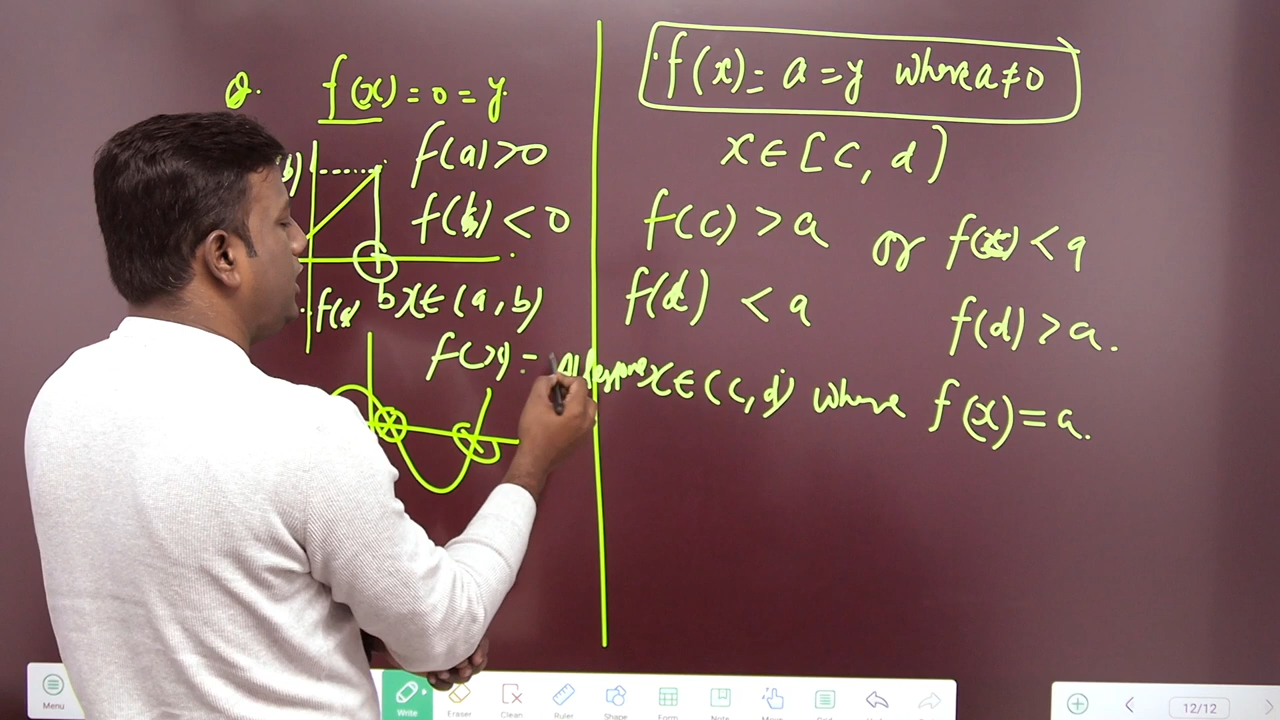 Q. f(x) = 0 = y.
b)
f(a) > 0
f(b) < 0
f(a
b x ∈ (a, b)
f(x) =
f(x) = a = y where a ≠ 0
x ∈ [c, d]
f(c) > a or f(c) < a
f(d) < a f(d) > a.
x ∈ (c, d) where f(x) = a.
Menu
Write
Eraser
Clean
Ruler
Shape
Form
Note
Move
12/12